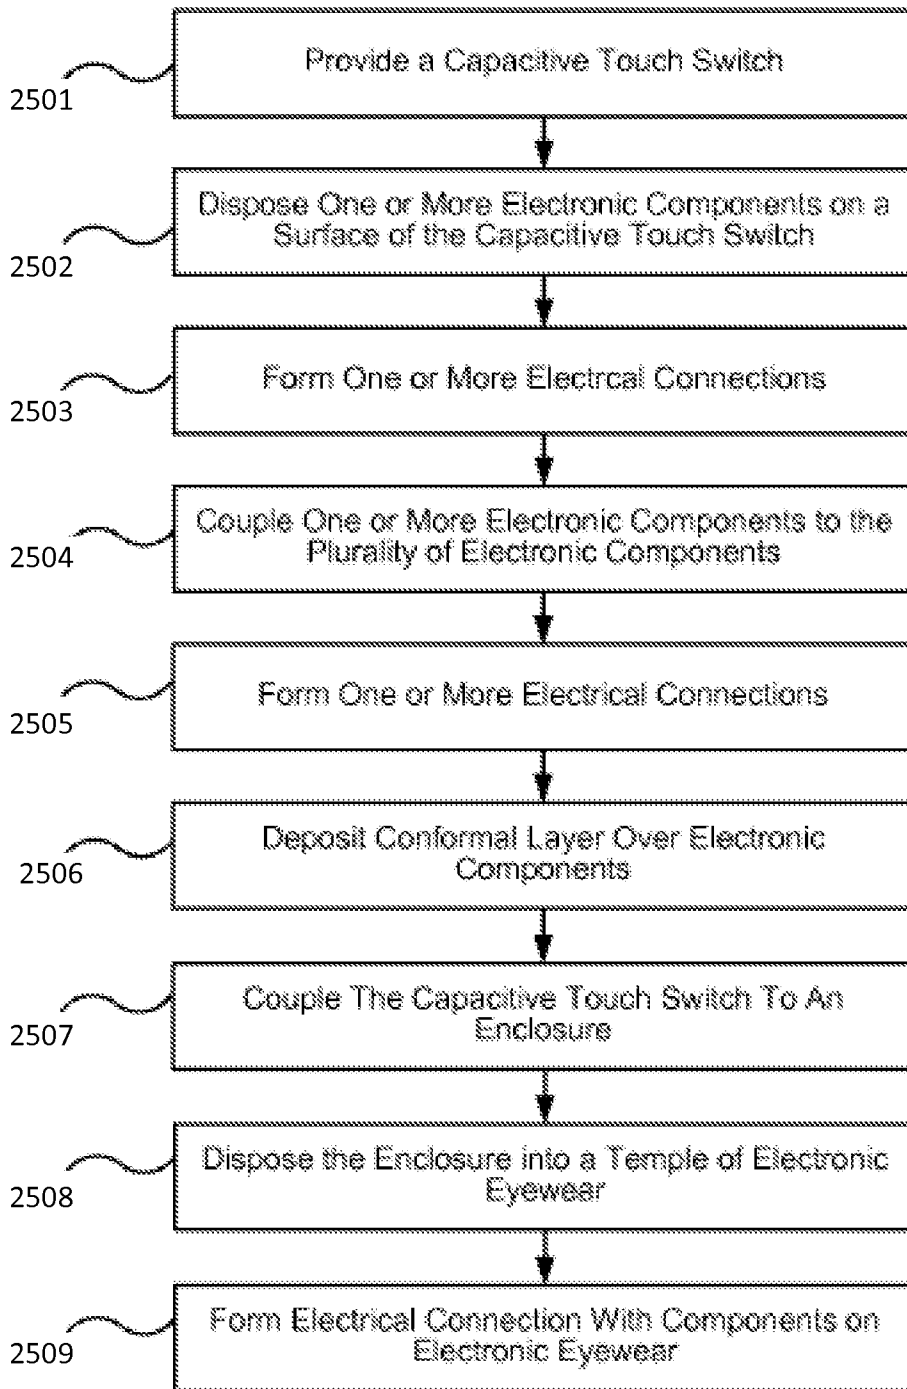 Provide a Capacitive Touch Switch
2501
Dispose One or More Electronic Components on a
Surface of the Capacitive Touch Switch
2502
Form One or More Electrcal Connections
2503
Couple One or More Electronic Components to the
Plurality of Electronic Components
2504
Form One or More Electrical Connections
2505
Deposit Conformal Layer Over Electronic
Components
2506
Couple The Capacitive Touch Switch To An
Enclosure
2507
Dispose the Enclosure into a Temple of Electronic
Eyewear
2508
Form Electrical Connection With Components on
Electronic Eyewear
2509